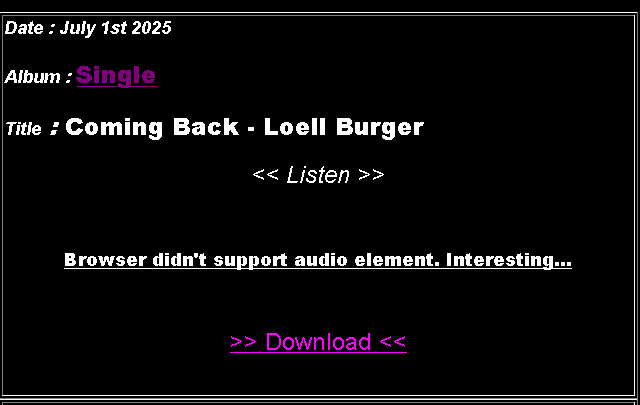 Date : July 1st 2025
Album : Single
Title : Coming Back - Loell Burger
<< Listen >>
Browser didn't support audio element. Interesting...
>> Download <<